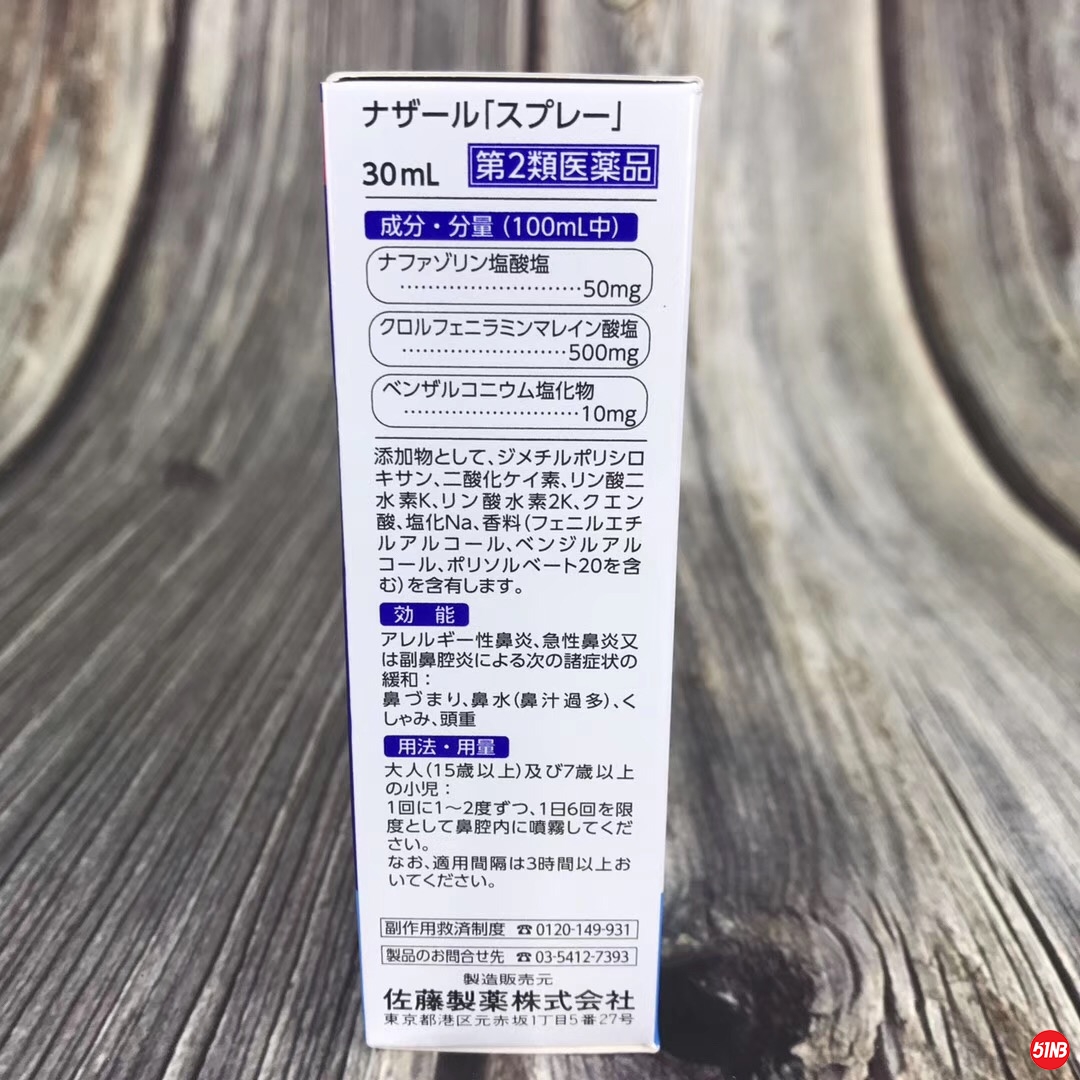 ナザール「スプレー」
30mL 第2類医薬品
成分・分量(100mL中)
ナファゾリン塩酸塩
‥‥‥‥‥‥‥‥‥50mg
クロルフェニラミンマレイン酸塩
‥‥‥‥‥‥‥‥500mg
ベンザルコニウム塩化物
‥‥‥‥‥‥‥‥‥10mg
添加物として、ジメチルポリシロ
キサン、二酸化ケイ素、リン酸二
水素K、リン酸水素2K、クエン
酸、塩化Na、香料(フェニルエチ
ルアルコール、ベンジルアル
コール、ポリソルベート20を含
む)を含有します。
効能
アレルギー性鼻炎、急性鼻炎又
は副鼻腔炎による次の諸症状の
緩和:
鼻づまり、鼻水(鼻汁過多)、く
しゃみ、頭重
用法・用量
大人(15歳以上)及び7歳以上
の小児:
1回に1〜2度ずつ、1日6回を限
度として鼻腔内に噴霧してくだ
さい。
なお、適用間隔は3時間以上お
いてください。
副作用救済制度 ☎0120-149-931
製品のお問合せ先 ☎03-5412-7393
製造販売元
佐藤製薬株式会社
東京都港区元赤坂1丁目5番27号
51NB